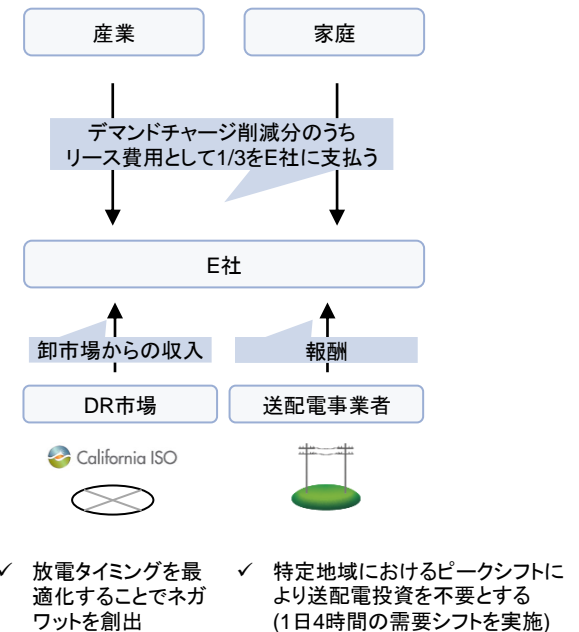 産業
家庭
デマンドチャージ削減分のうち
リース費用として1/3をE社に支払う
E社
卸市場からの収入
報酬
DR市場
送配電事業者
California ISO
✓ 放電タイミングを最
適化することでネガ
ワットを創出
✓ 特定地域におけるピークシフトに
より送配電投資を不要とする
(1日4時間の需要シフトを実施)